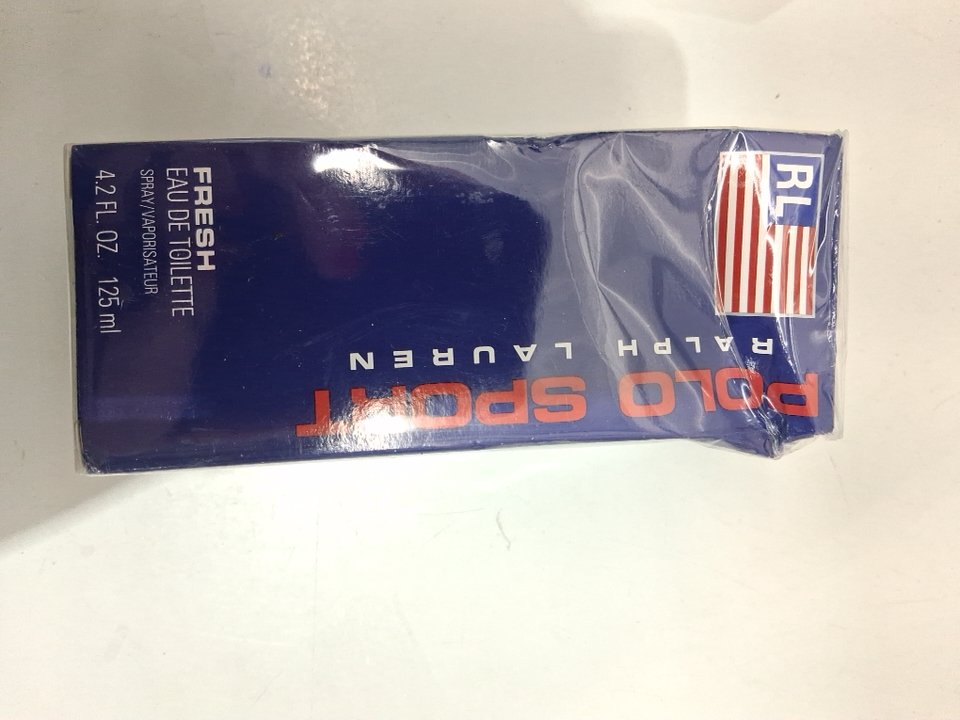 RL
RALPH LAUREN
POLO SPORT
FRESH
EAU DE TOILETTE
SPRAY/VAPORISATEUR
4.2 FL. OZ. 125 ml